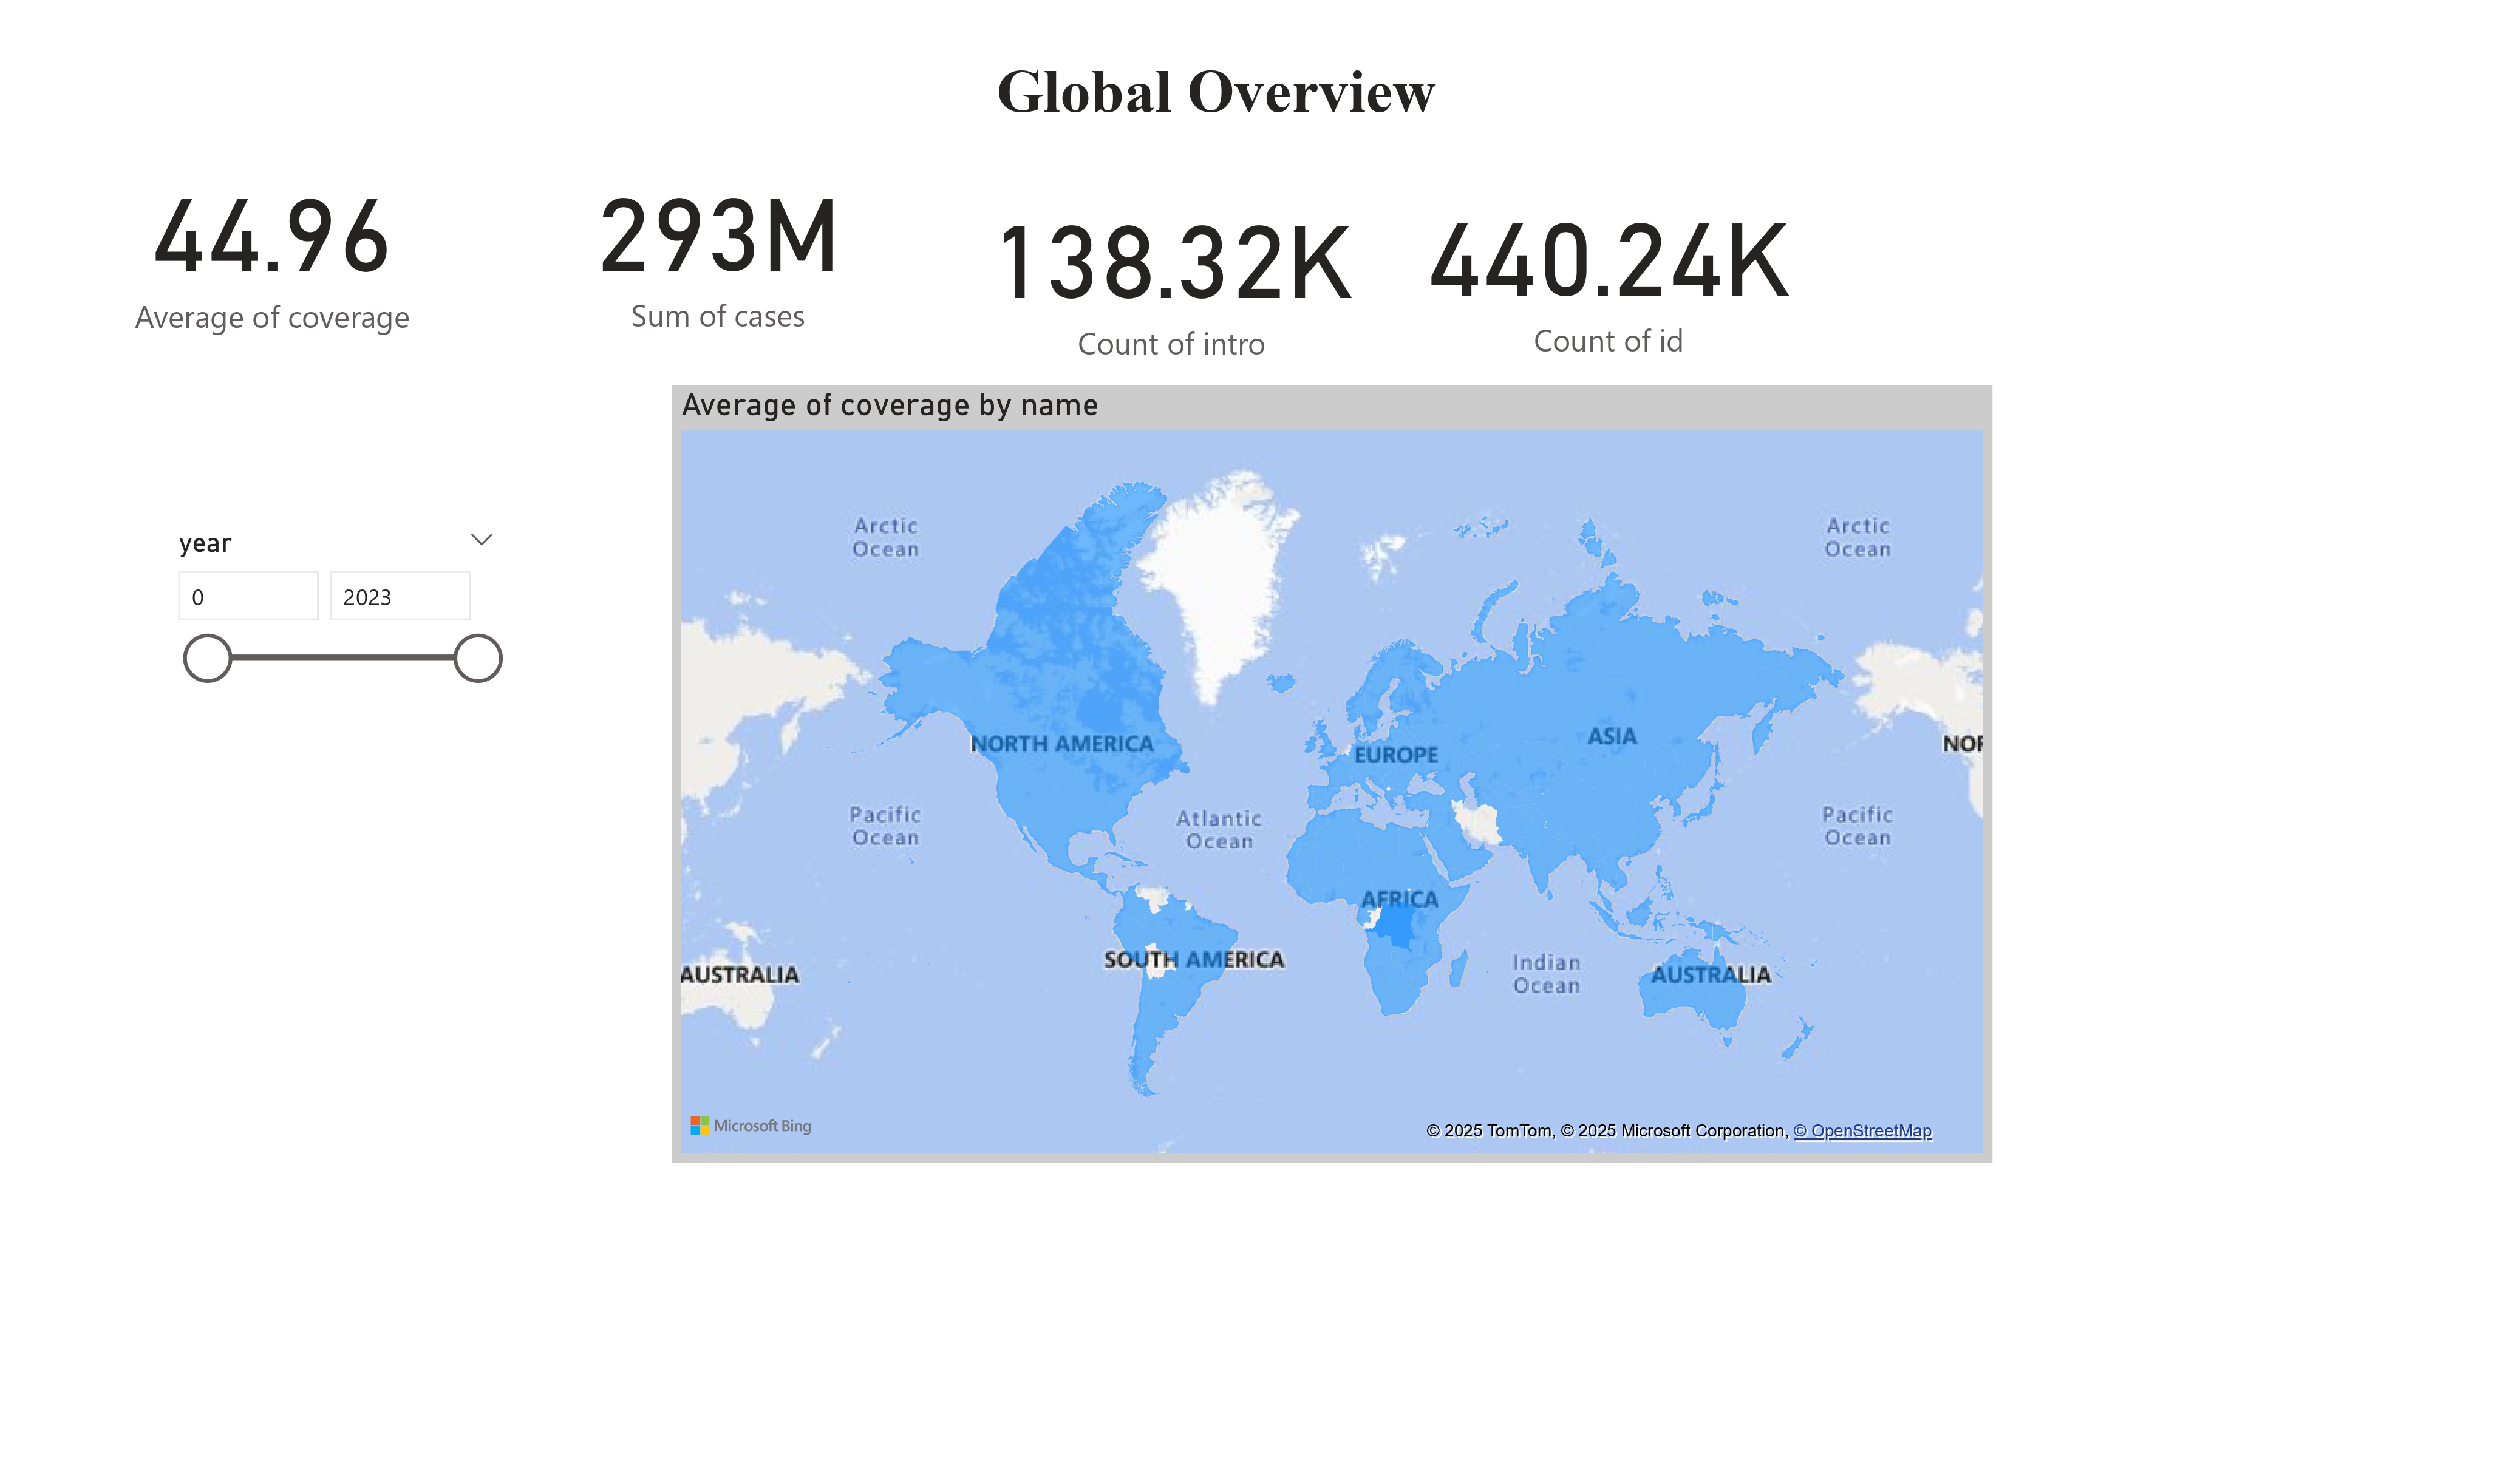 Global Overview
44.96
Average of coverage
293M
Sum of cases
138.32K
Count of intro
440.24K
Count of id
year
0
2023
Average of coverage by name
Arctic
Ocean
Arctic
Ocean
NORTH AMERICA
EUROPE
ASIA
NOR
Pacific
Ocean
Atlantic
Ocean
Pacific
Ocean
AFRICA
AUSTRALIA
SOUTH AMERICA
Indian
Ocean
AUSTRALIA
Microsoft Bing
© 2025 TomTom, © 2025 Microsoft Corporation, © OpenStreetMap